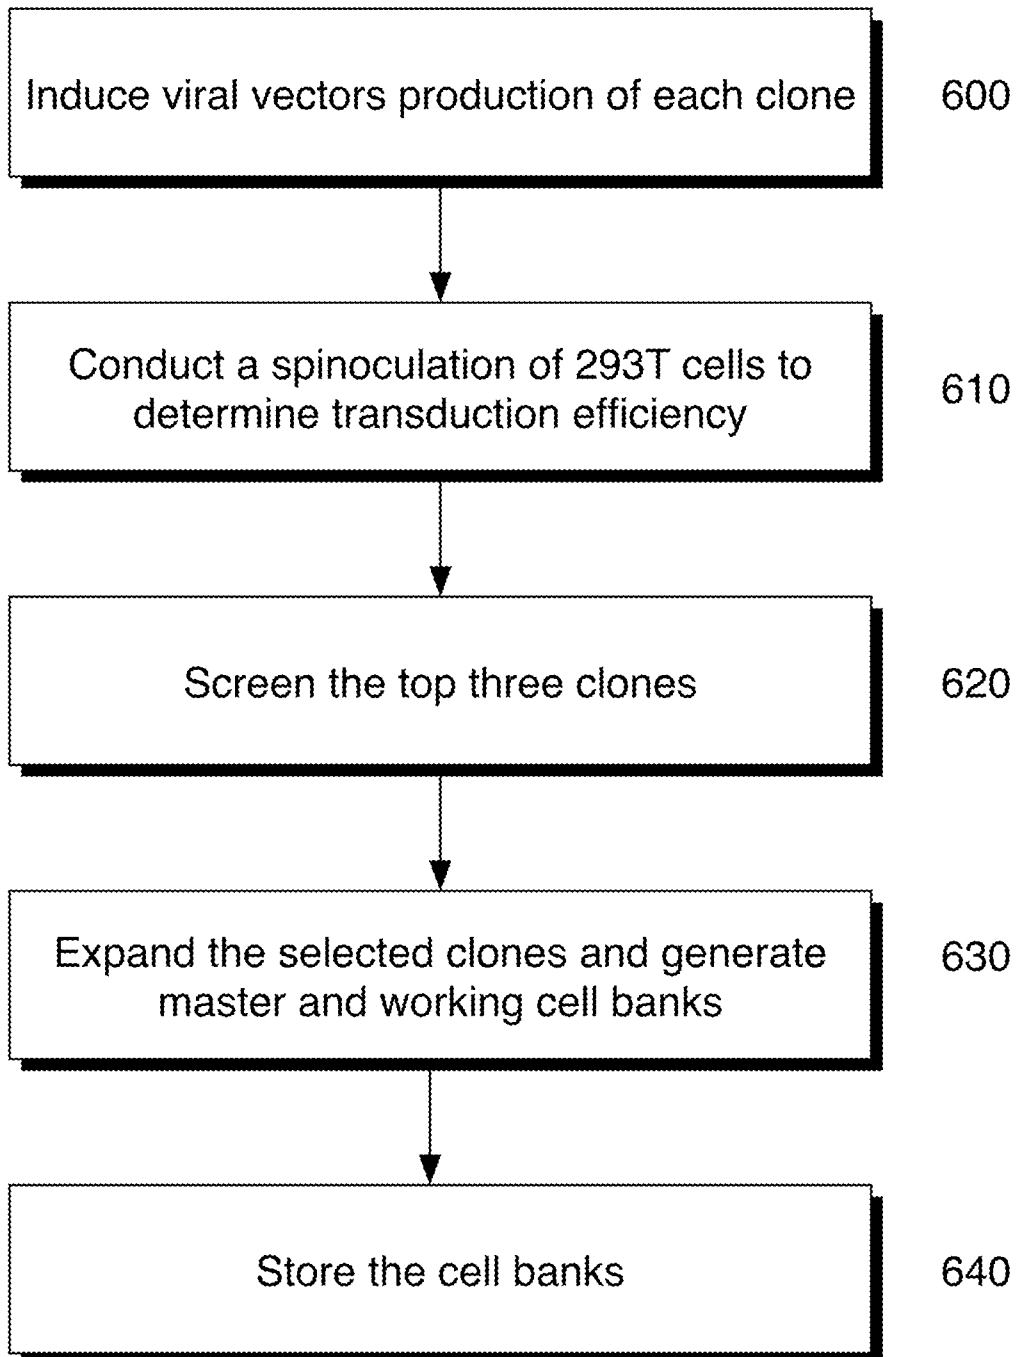 Induce viral vectors production of each clone
600
Conduct a spinoculation of 293T cells to
determine transduction efficiency
610
Screen the top three clones
620
Expand the selected clones and generate
master and working cell banks
630
Store the cell banks
640